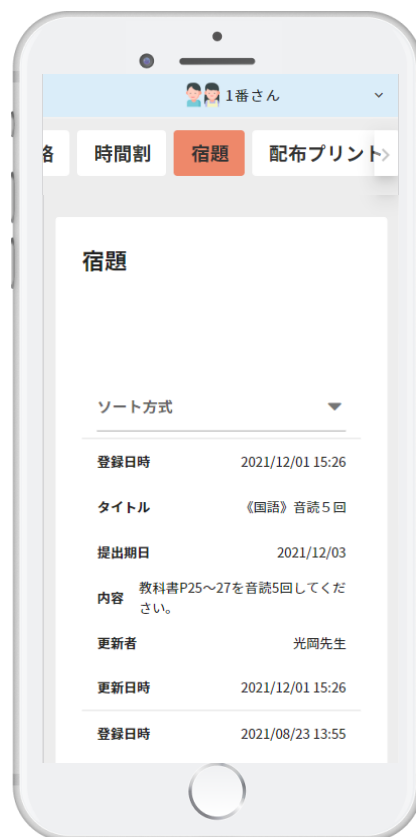 1番さん
絡 時間割 宿題 配布プリント
宿題
ソート方式
登録日時 2021/12/01 15:26
タイトル 《国語》音読５回
提出期日 2021/12/03
内容 教科書P25～27を音読5回してくだ
さい。
更新者 光岡先生
更新日時 2021/12/01 15:26
登録日時 2021/08/23 13:55